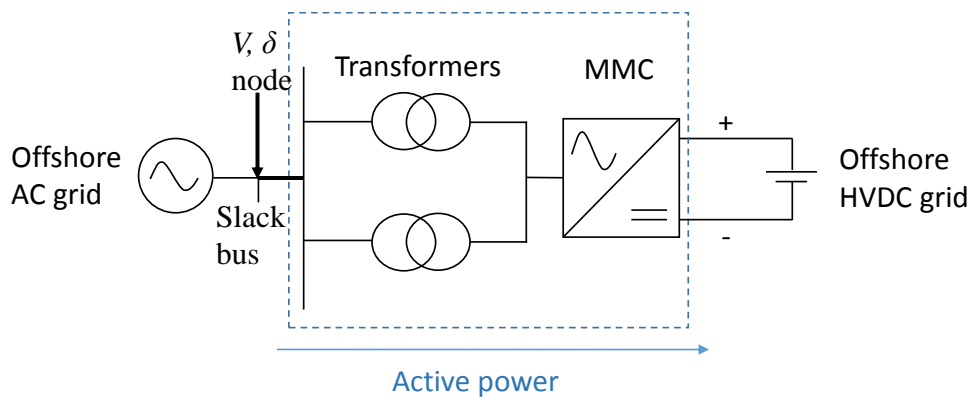 V, δ
node
Transformers
MMC
+
Offshore
AC grid
Offshore
HVDC grid
Slack
bus
-
Active power